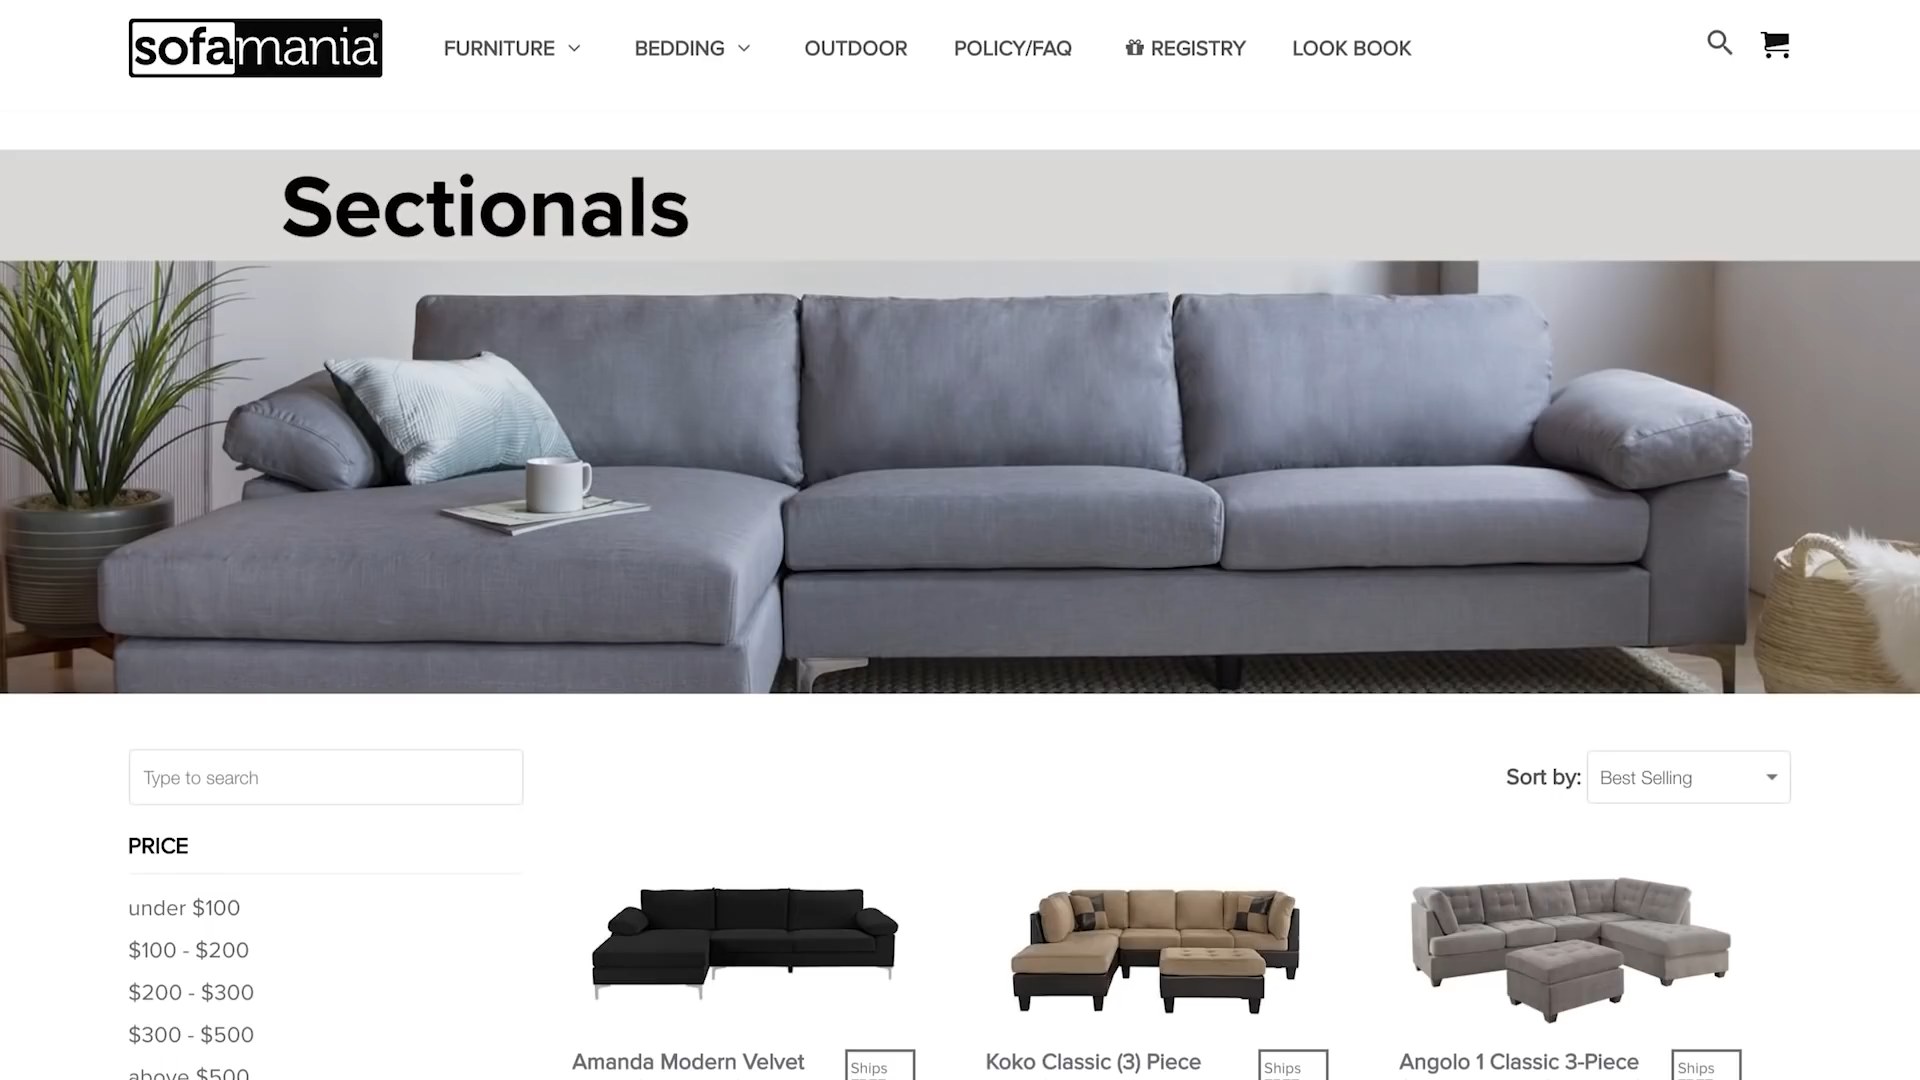 sofamania®
FURNITURE
BEDDING
OUTDOOR
POLICY/FAQ
REGISTRY
LOOK BOOK
Sectionals
Type to search
Sort by:
Best Selling
PRICE
under $100
$100 - $200
$200 - $300
$300 - $500
above $500
Amanda Modern Velvet
Ships
Koko Classic (3) Piece
Ships
Angolo 1 Classic 3-Piece
Ships